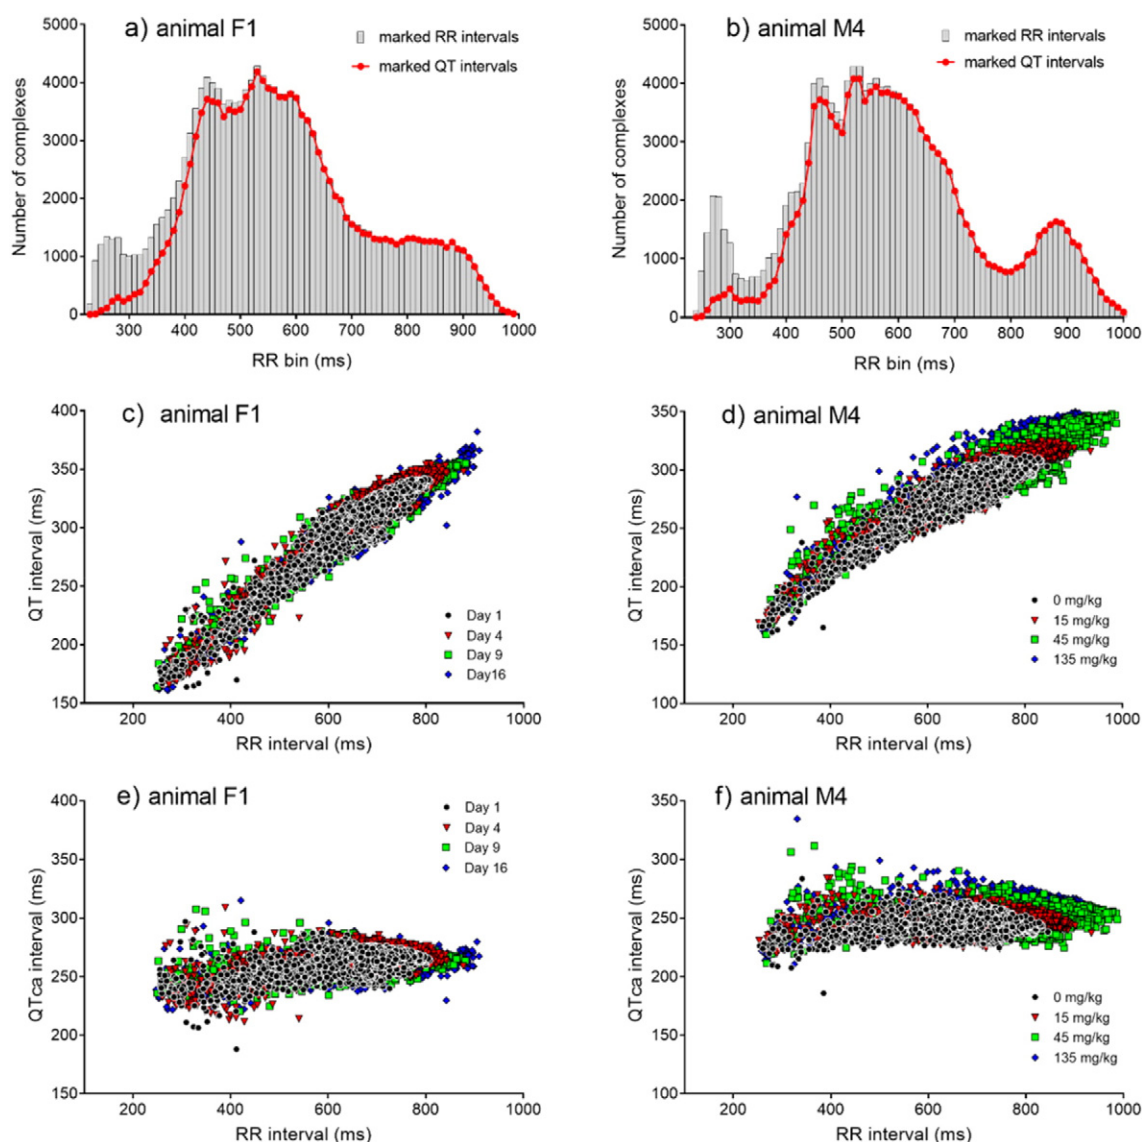 a) animal F1
marked RR intervals
marked QT intervals
Number of complexes
5000
4000
3000
2000
1000
0
300 400 500 600 700 800 900 1000
RR bin (ms)
b) animal M4
marked RR intervals
marked QT intervals
Number of complexes
5000
4000
3000
2000
1000
0
300 400 500 600 700 800 900 1000
RR bin (ms)
c) animal F1
QT interval (ms)
400
350
300
250
200
150
Day 1
Day 4
Day 9
Day16
200 400 600 800 1000
RR interval (ms)
d) animal M4
QT interval (ms)
350
300
250
200
150
100
0 mg/kg
15 mg/kg
45 mg/kg
135 mg/kg
200 400 600 800 1000
RR interval (ms)
e) animal F1
QTca interval (ms)
400
350
300
250
200
150
Day 1
Day 4
Day 9
Day 16
200 400 600 800 1000
RR interval (ms)
f) animal M4
QTca interval (ms)
350
300
250
200
150
100
0 mg/kg
15 mg/kg
45 mg/kg
135 mg/kg
200 400 600 800 1000
RR interval (ms)